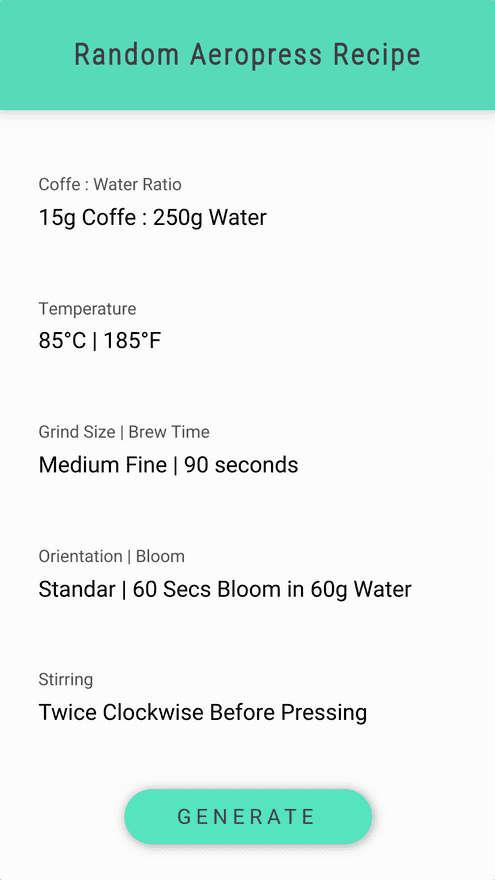 Random Aeropress Recipe
Coffe : Water Ratio
15g Coffe : 250g Water
Temperature
85°C | 185°F
Grind Size | Brew Time
Medium Fine | 90 seconds
Orientation | Bloom
Standar | 60 Secs Bloom in 60g Water
Stirring
Twice Clockwise Before Pressing
GENERATE